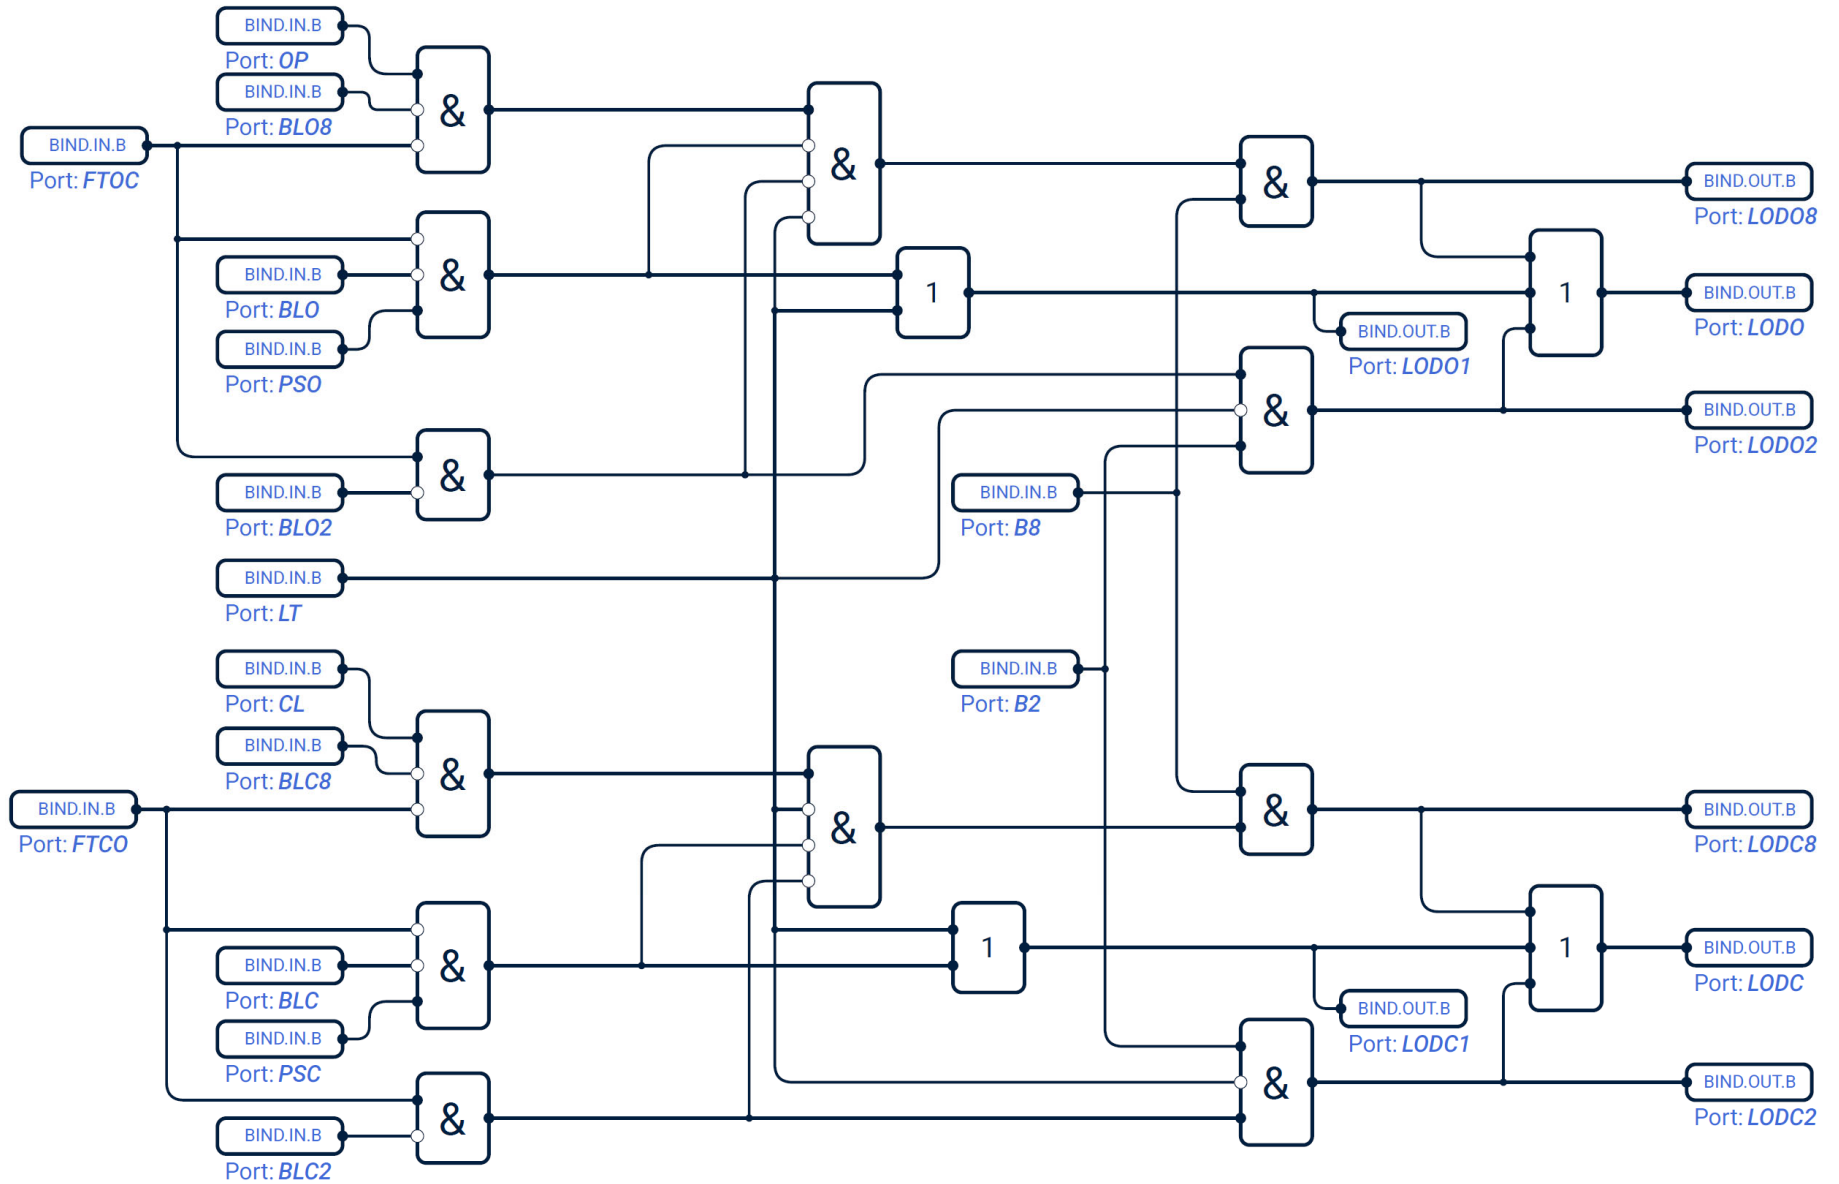 BIND.IN.B
Port: OP
BIND.IN.B
Port: BLO8
&
BIND.IN.B
Port: FTOC
&
BIND.IN.B
Port: BLO
BIND.IN.B
Port: PSO
&
BIND.IN.B
Port: BLO2
&
BIND.IN.B
Port: LT
&
1
&
BIND.OUT.B
Port: LODO8
1
BIND.OUT.B
Port: LODO
BIND.OUT.B
Port: LODO1
&
BIND.OUT.B
Port: LODO2
BIND.IN.B
Port: B8
BIND.IN.B
Port: B2
BIND.IN.B
Port: CL
BIND.IN.B
Port: BLC8
&
BIND.IN.B
Port: FTCO
&
&
BIND.OUT.B
Port: LODC8
BIND.IN.B
Port: BLC
&
BIND.IN.B
Port: PSC
1
1
BIND.OUT.B
Port: LODC
BIND.OUT.B
Port: LODC1
&
BIND.IN.B
Port: BLC2
&
BIND.OUT.B
Port: LODC2